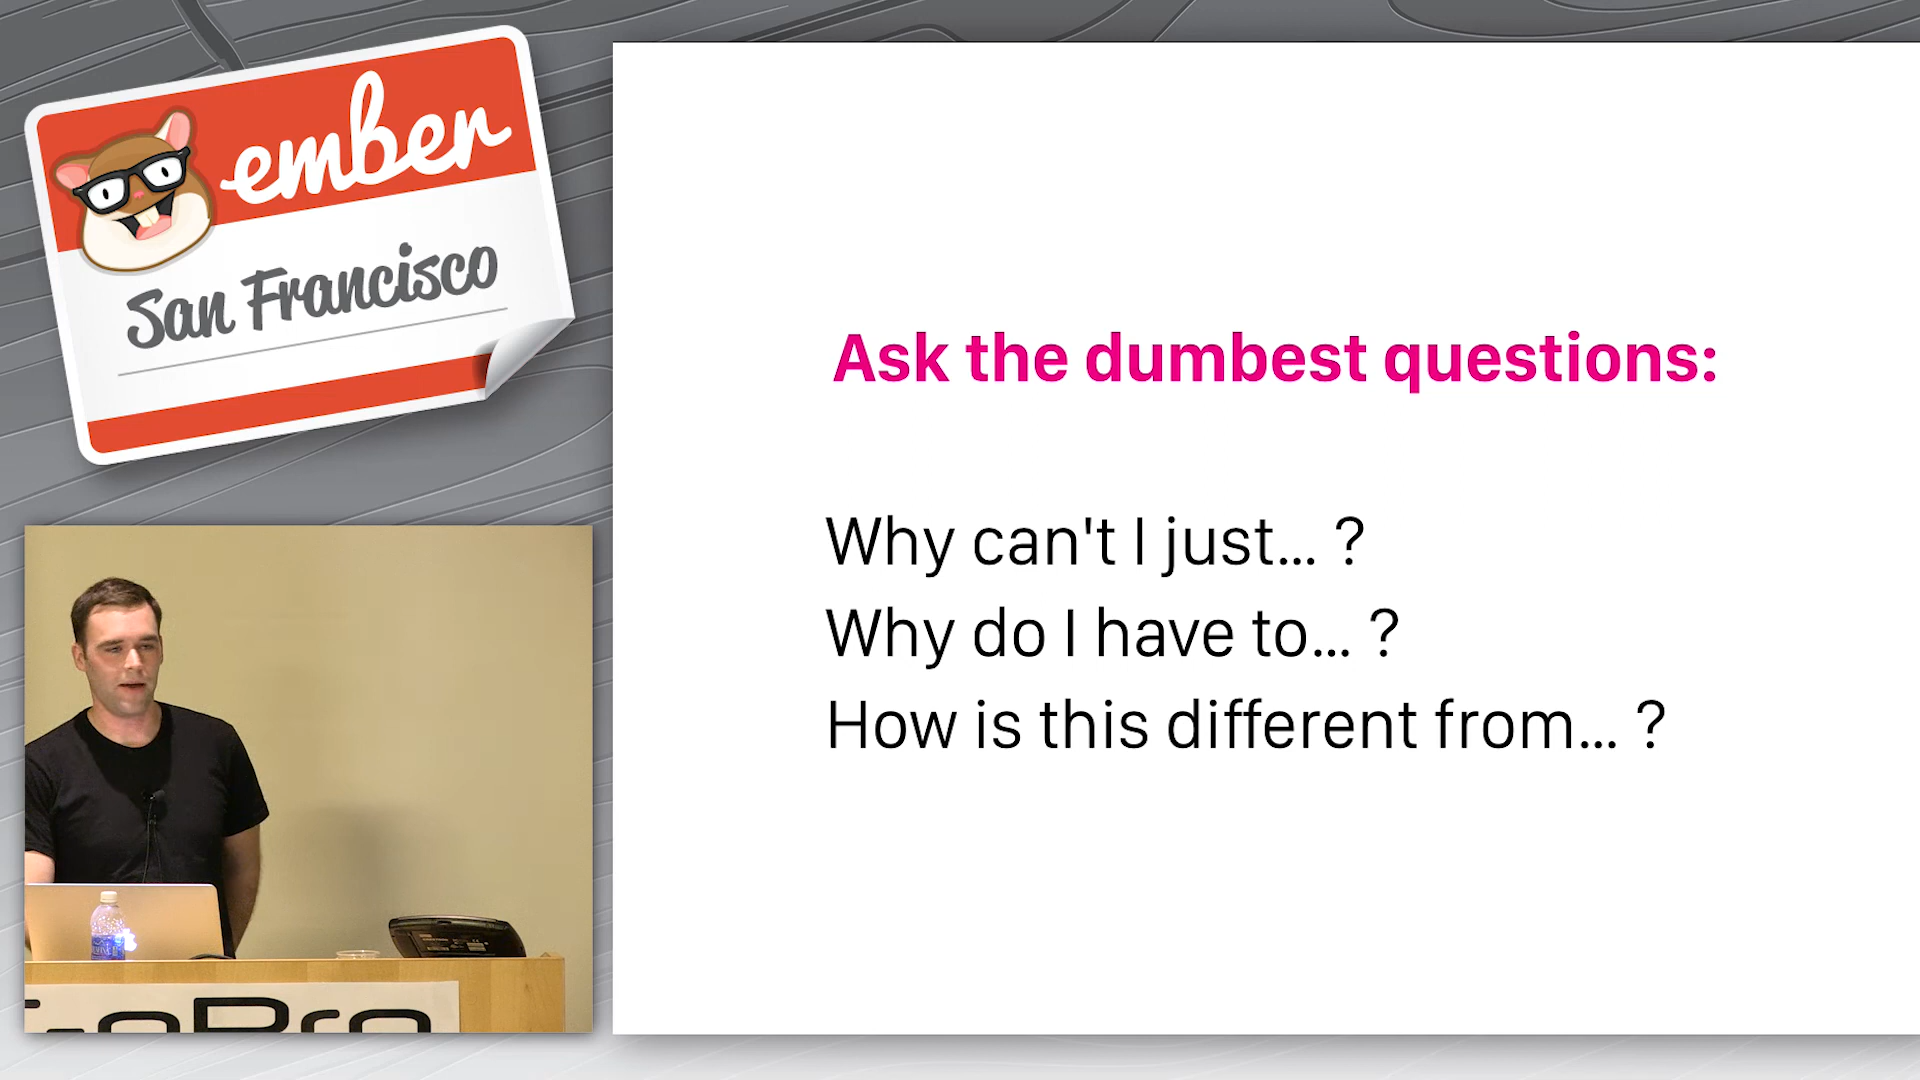 ember
San Francisco
Ask the dumbest questions:
Why can't I just... ?
Why do I have to... ?
How is this different from... ?
GoPro